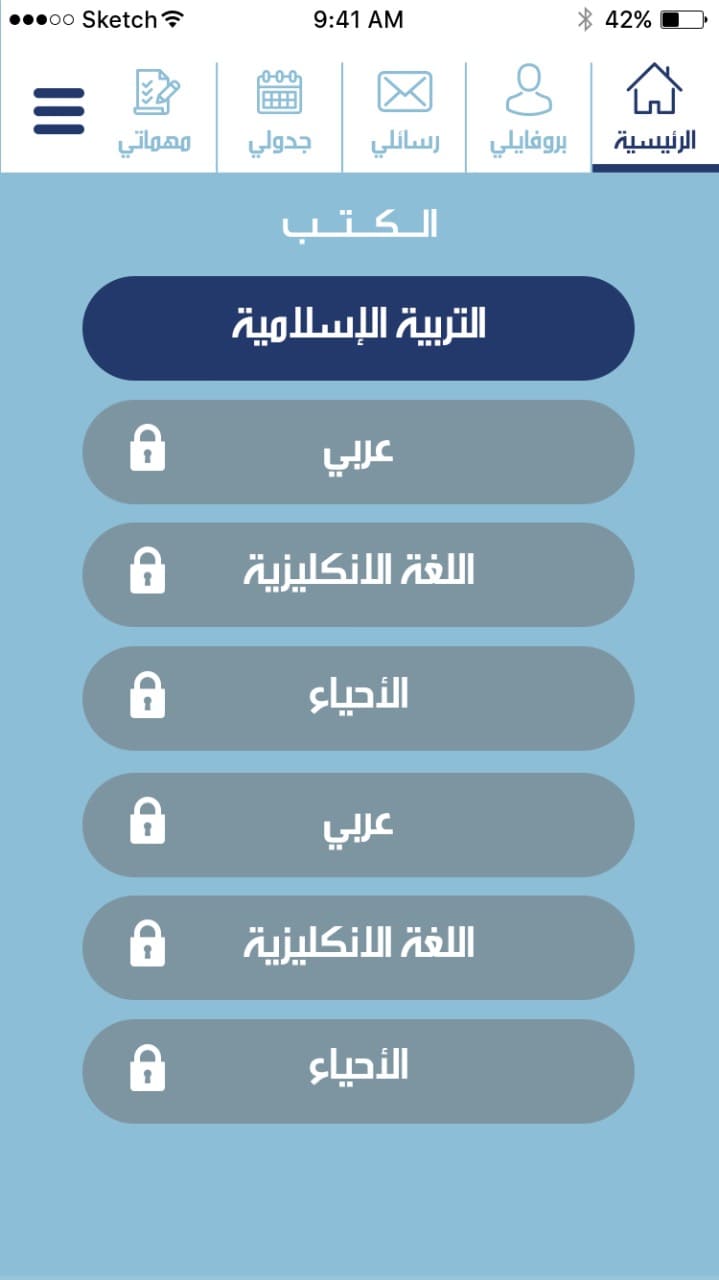 Sketch 9:41 AM 42%
الرئيسية بروفايلي رسائلي جدولي مهماتي
الـكـتـب
التربية الإسلامية
عربي
اللغة الانكليزية
الأحياء
عربي
اللغة الانكليزية
الأحياء